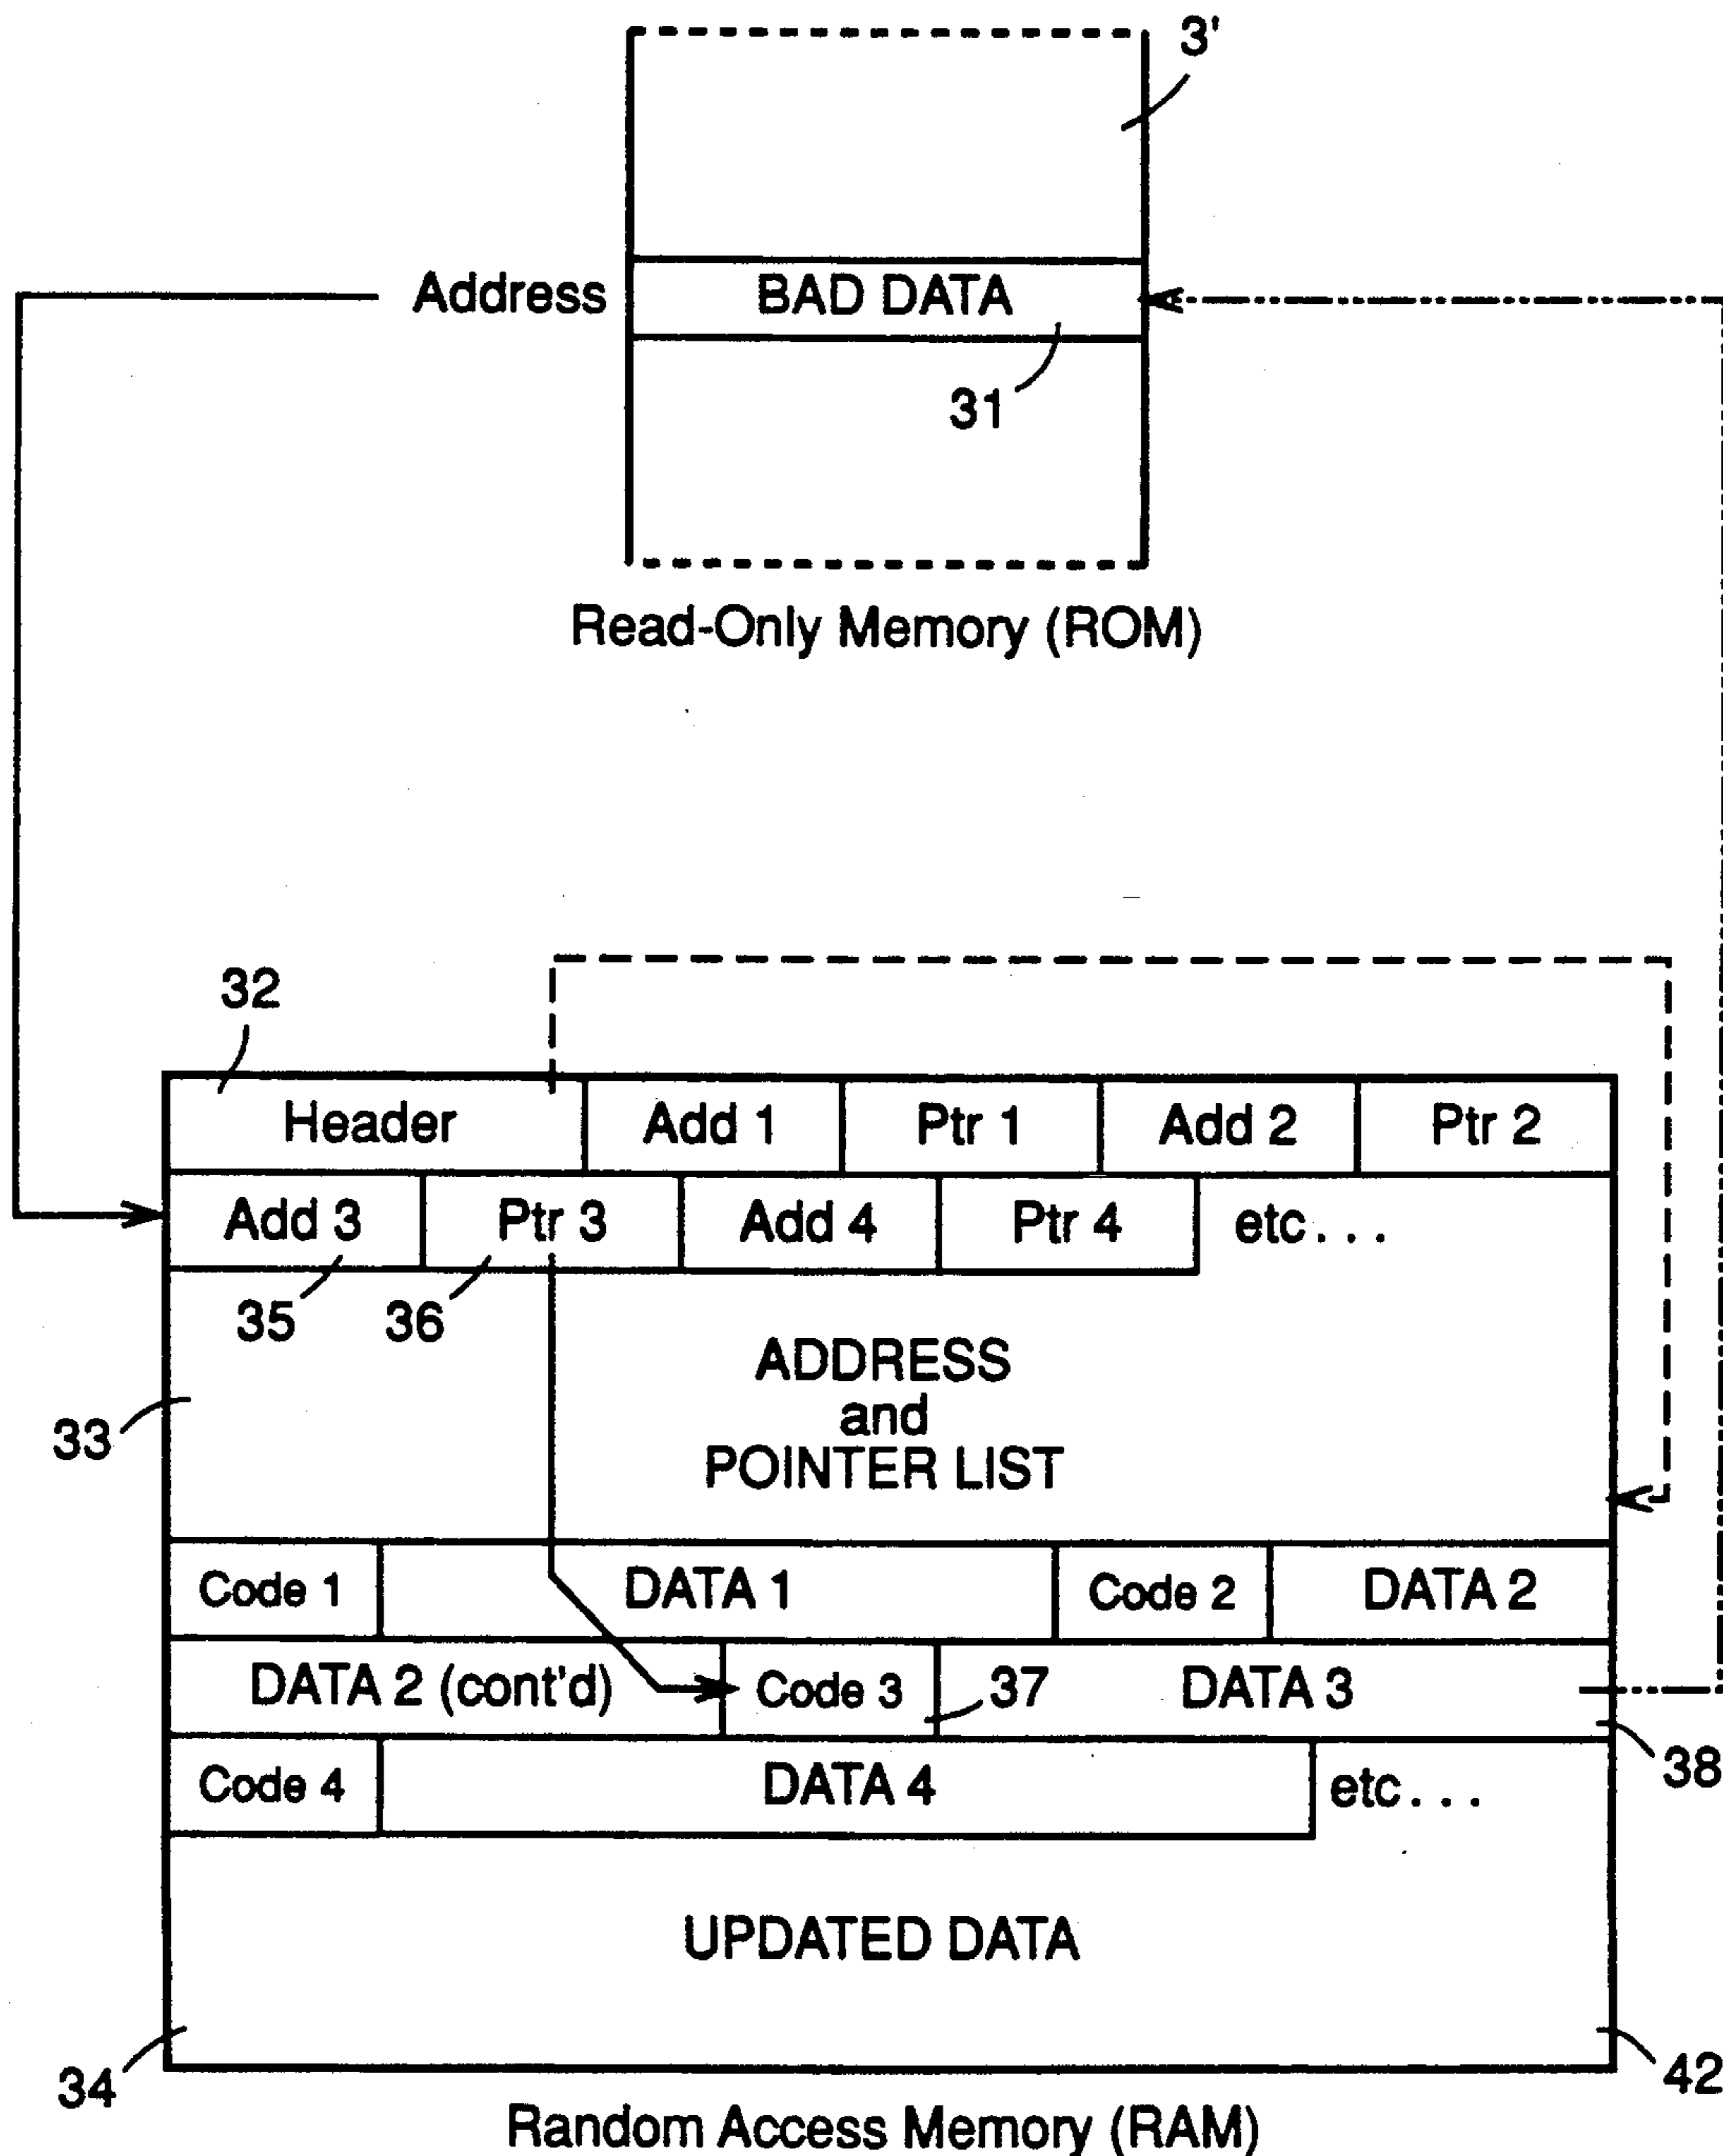 3'
Address BAD DATA
31
Read-Only Memory (ROM)
32
Header Add 1 Ptr 1 Add 2 Ptr 2
Add 3 Ptr 3 Add 4 Ptr 4 etc...
35 36
ADDRESS
and
33
POINTER LIST
Code 1 DATA 1 Code 2 DATA 2
DATA 2 (cont'd) Code 3 37 DATA 3
38
Code 4 DATA 4 etc...
UPDATED DATA
34 42
Random Access Memory (RAM)